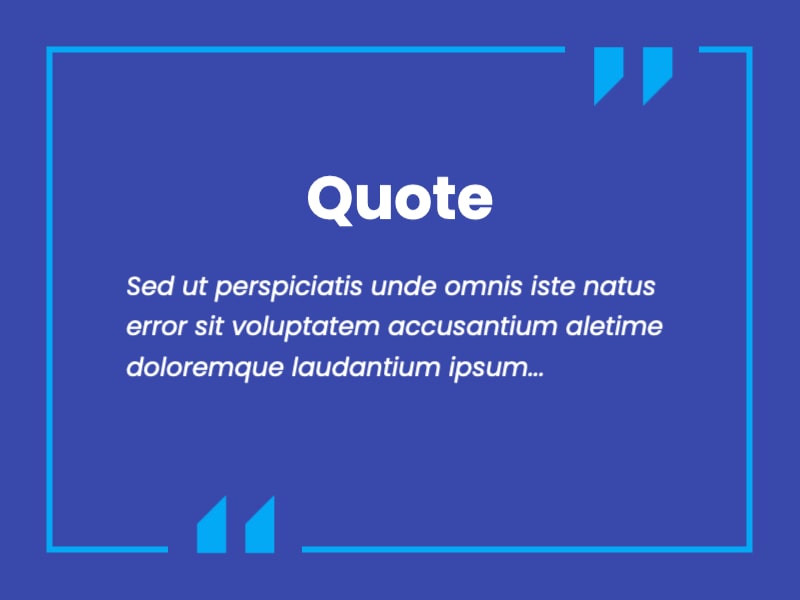 Quote
Sed ut perspiciatis unde omnis iste natus
error sit voluptatem accusantium aletime
doloremque laudantium ipsum...